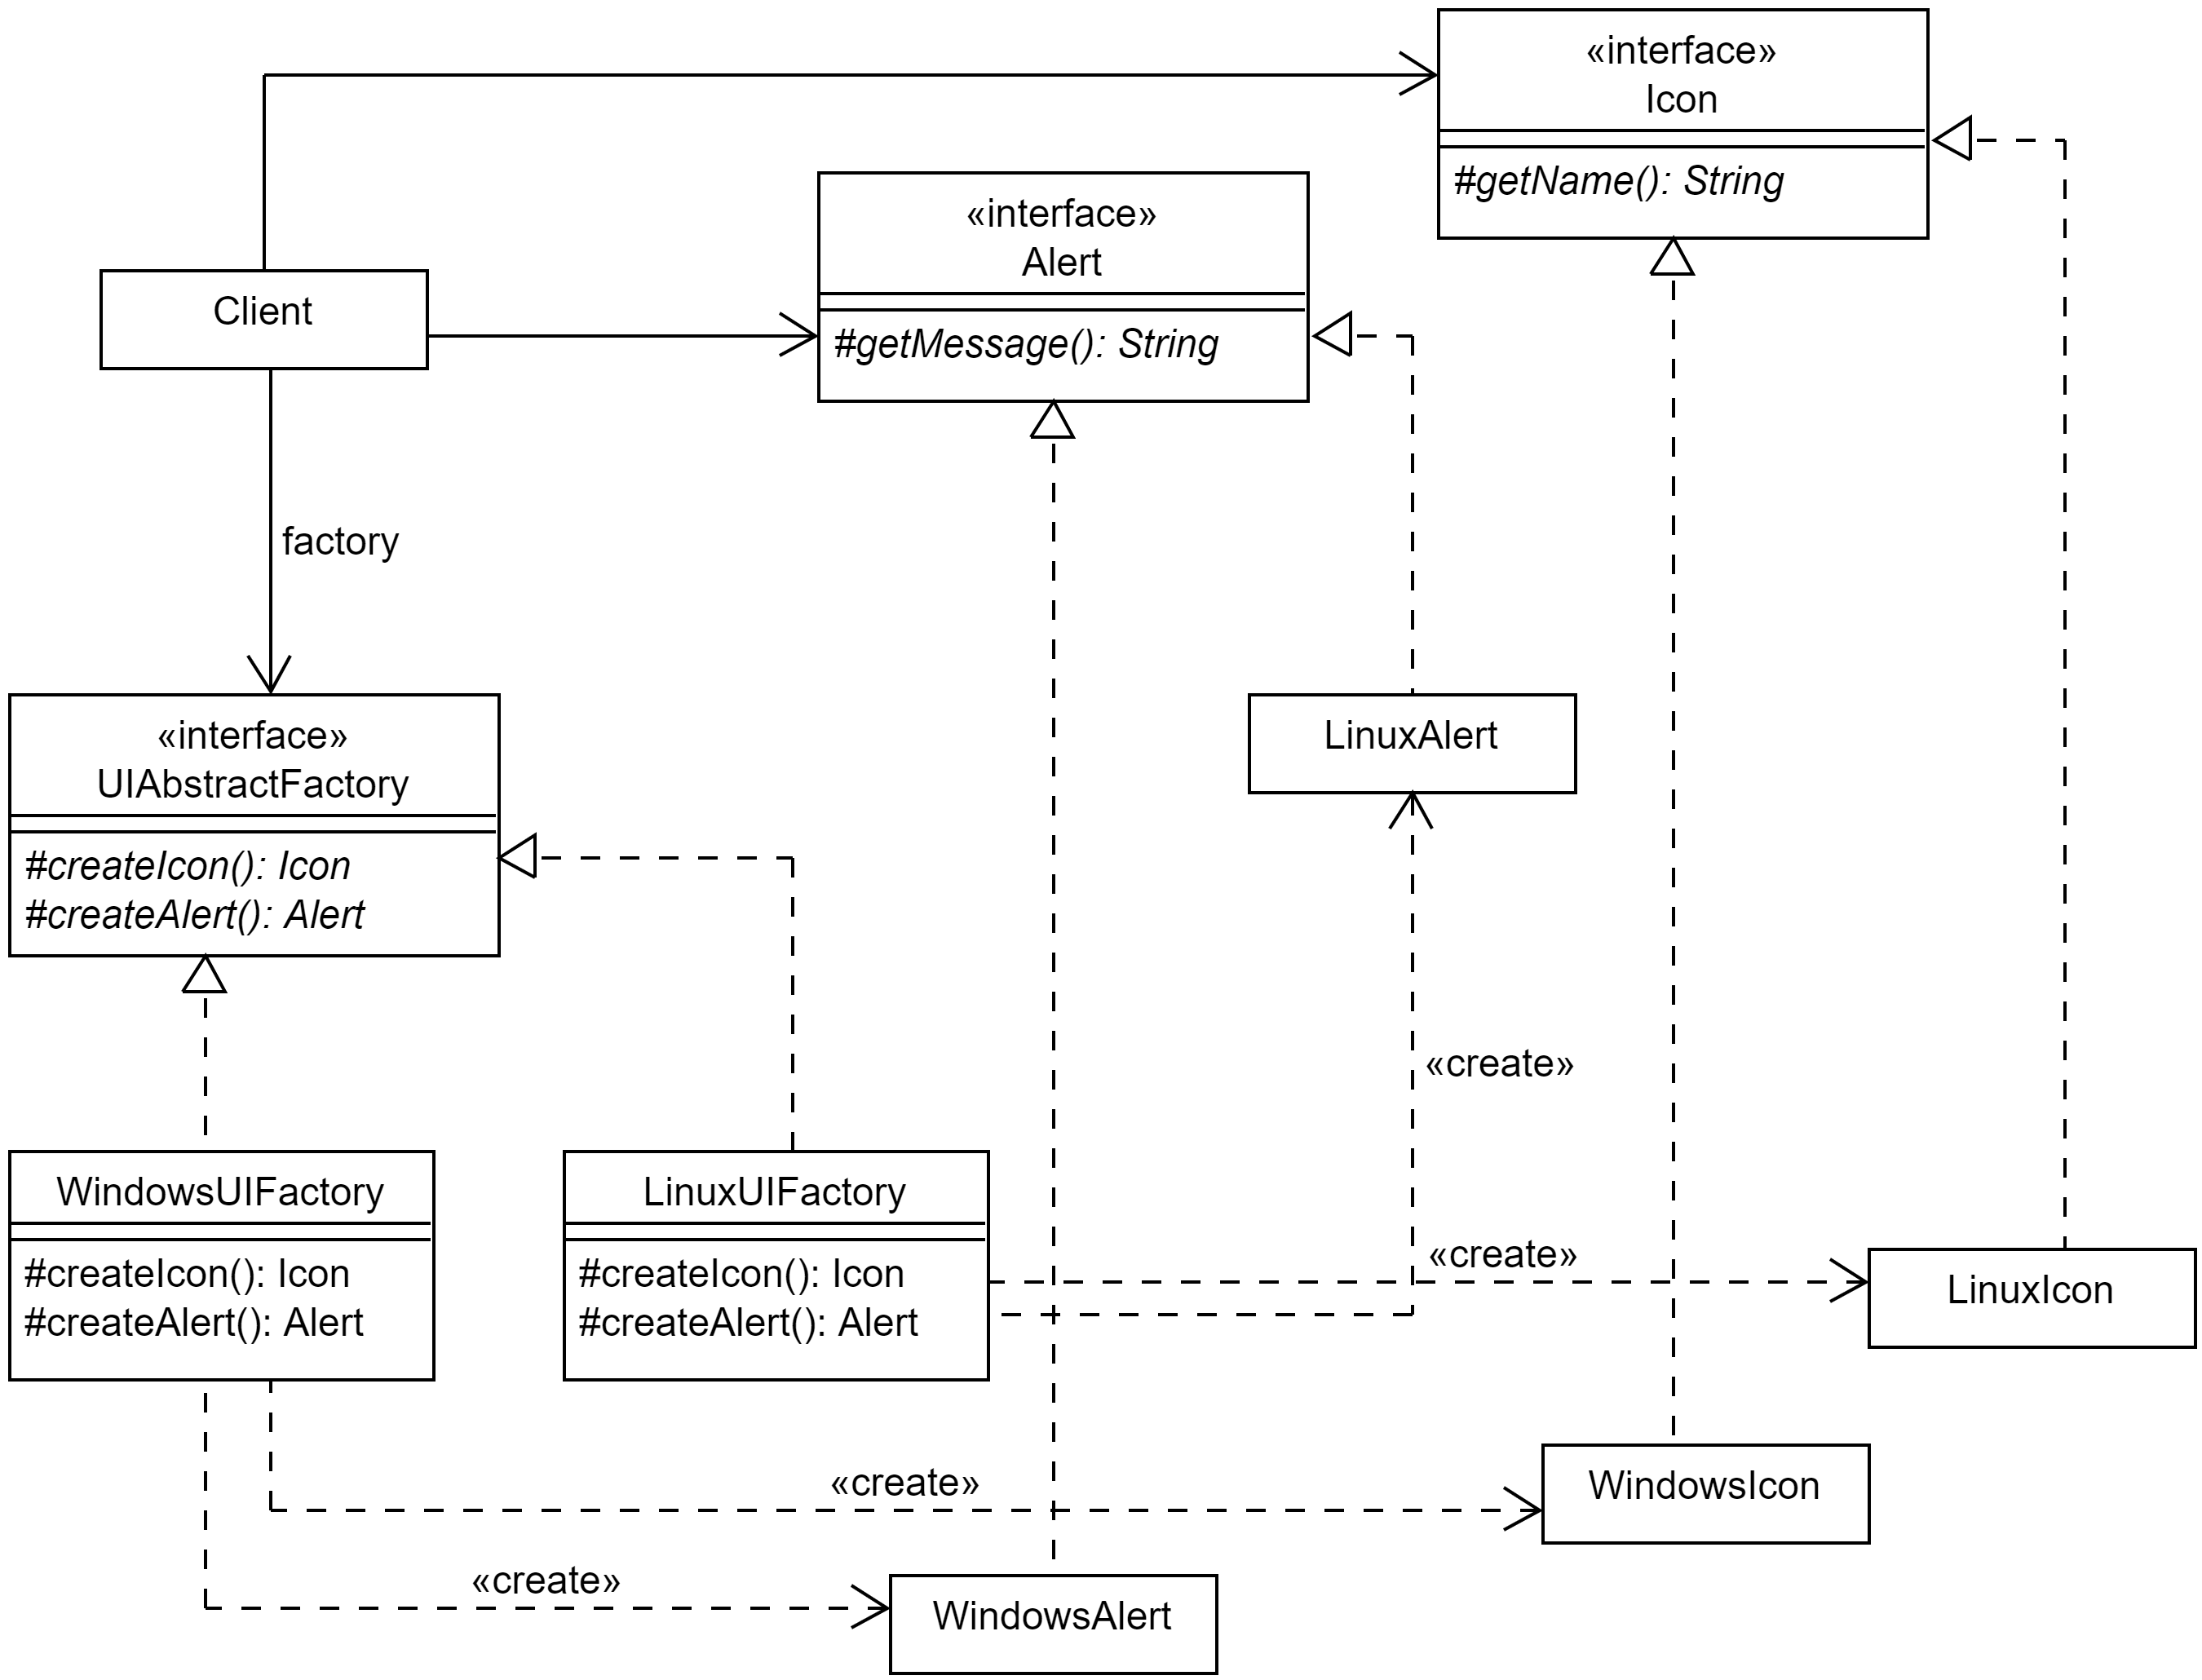 «interface»
Icon
#getName(): String
«interface»
Alert
#getMessage(): String
Client
factory
«interface»
UIAbstractFactory
#createIcon(): Icon
#createAlert(): Alert
LinuxAlert
«create»
WindowsUIFactory
#createIcon(): Icon
#createAlert(): Alert
LinuxUIFactory
#createIcon(): Icon
#createAlert(): Alert
«create»
LinuxIcon
«create»
WindowsIcon
«create»
WindowsAlert